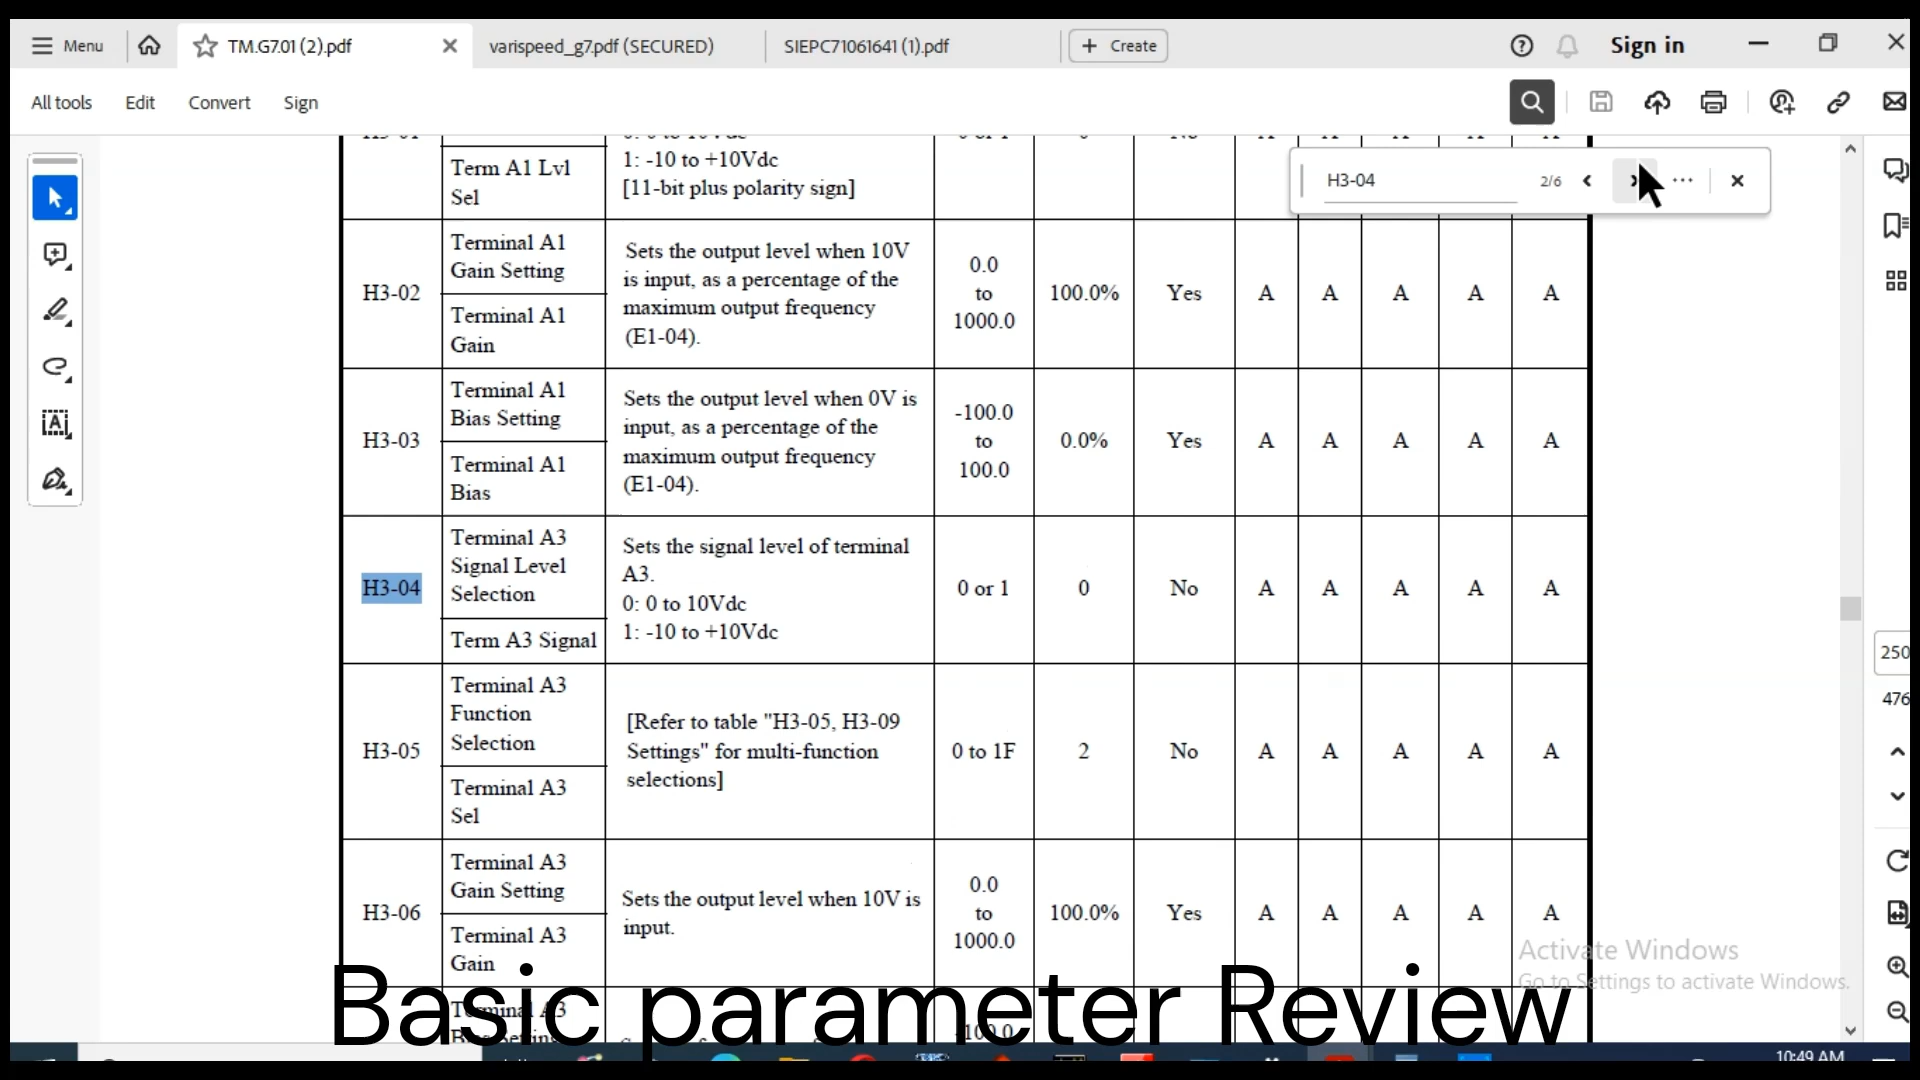 Menu
TM.G7.01 (2).pdf
varispeed_g7.pdf (SECURED)
SIEPC71061641 (1).pdf
+ Create
Sign in
All tools
Edit
Convert
Sign
H3-04
2/6
1: -10 to +10Vdc
[11-bit plus polarity sign]
Term A1 Lvl
Sel
H3-02
Terminal A1
Gain Setting
Terminal A1
Gain
Sets the output level when 10V
is input, as a percentage of the
maximum output frequency
(E1-04).
0.0
to
1000.0
100.0%
Yes
A A A A A
H3-03
Terminal A1
Bias Setting
Terminal A1
Bias
Sets the output level when 0V is
input, as a percentage of the
maximum output frequency
(E1-04).
-100.0
to
100.0
0.0%
Yes
A A A A A
H3-04
Terminal A3
Signal Level
Selection
Term A3 Signal
Sets the signal level of terminal
A3.
0: 0 to 10Vdc
1: -10 to +10Vdc
0 or 1
0
No
A A A A A
H3-05
Terminal A3
Function
Selection
Terminal A3
Sel
[Refer to table "H3-05, H3-09
Settings" for multi-function
selections]
0 to 1F
2
No
A A A A A
H3-06
Terminal A3
Gain Setting
Terminal A3
Gain
Sets the output level when 10V is
input.
0.0
to
1000.0
100.0%
Yes
A A A A A
Terminal A3
Bias Setting
250
476
Activate Windows
Go to Settings to activate Windows.
Basic parameter Review
10:49 AM